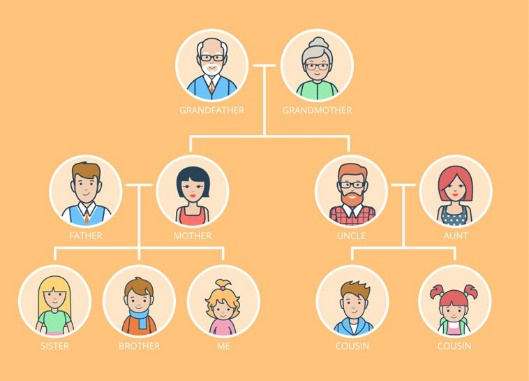 GRANDFATHER
GRANDMOTHER
FATHER
MOTHER
UNCLE
AUNT
SISTER
BROTHER
ME
COUSIN
COUSIN